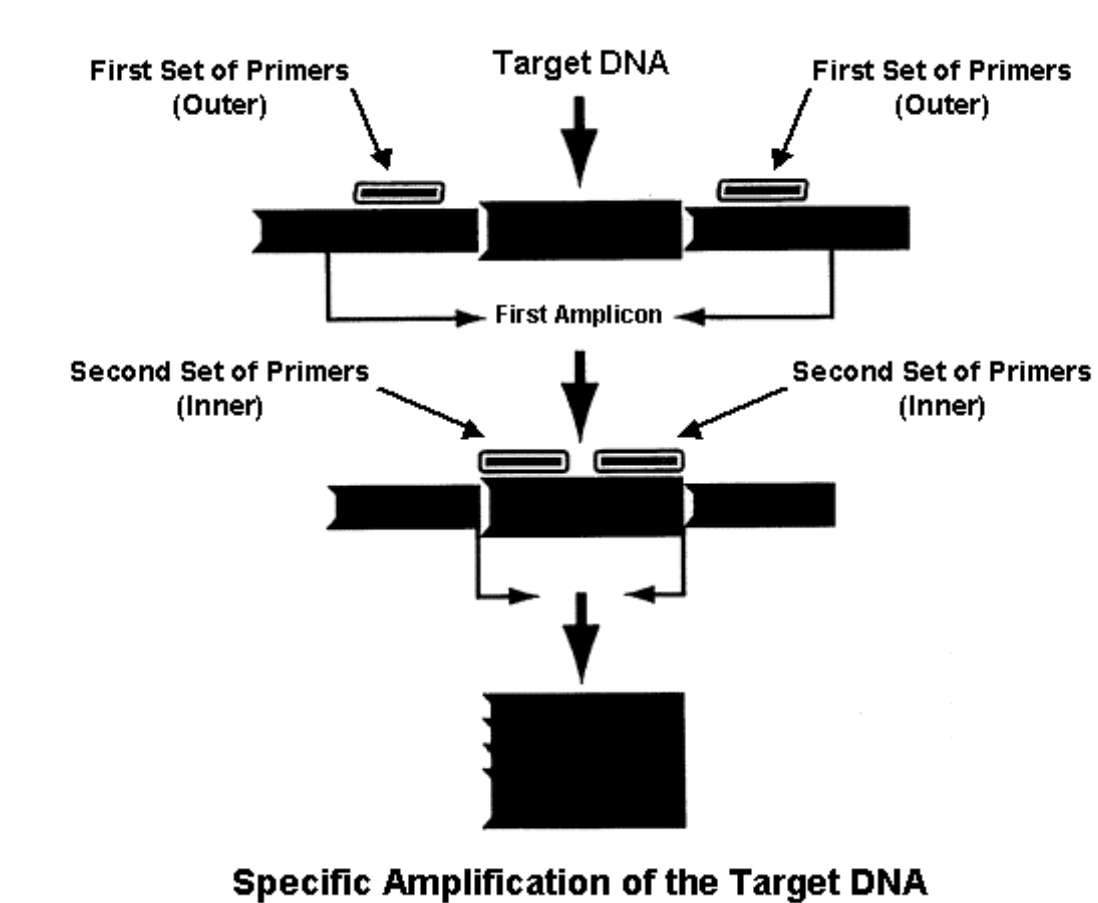 First Set of Primers
(Outer)
Target DNA
First Set of Primers
(Outer)
First Amplicon
Second Set of Primers
(Inner)
Second Set of Primers
(Inner)
Specific Amplification of the Target DNA